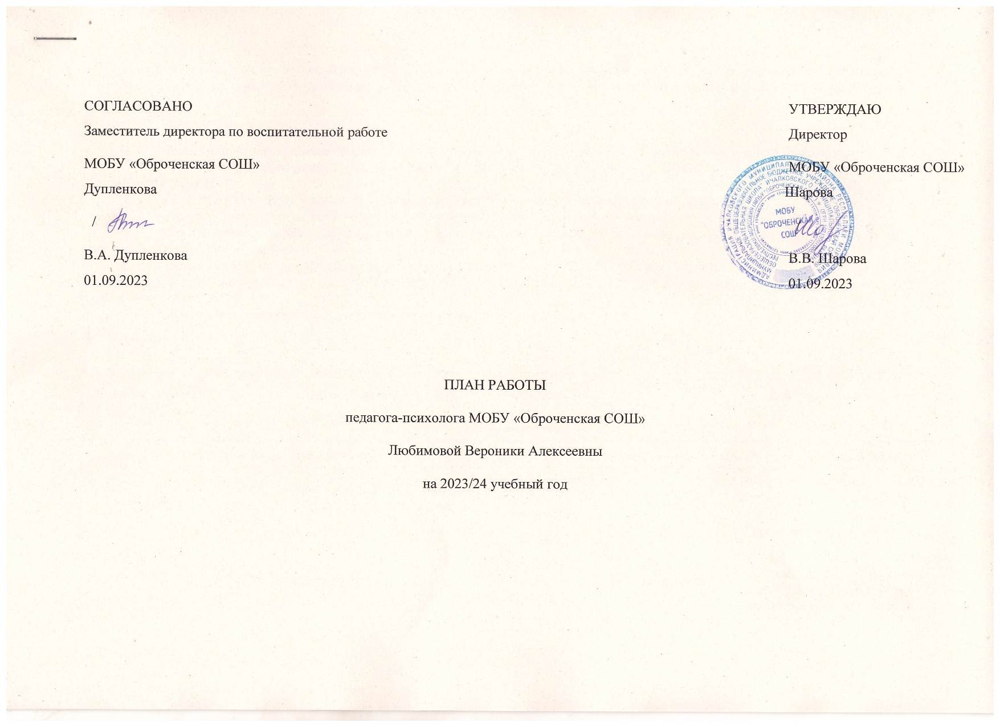 СОГЛАСОВАНО
Заместитель директора по воспитательной работе
МОБУ «Оброченская СОШ»
Дупленкова
/
В.А. Дупленкова
01.09.2023
УТВЕРЖДАЮ
Директор
МОБУ «Оброченская СОШ»
Шарова
/
В.В. Шарова
01.09.2023
МОБУ
"ОБРОЧЕНСКАЯ
СОШ"
ПЛАН РАБОТЫ
педагога-психолога МОБУ «Оброченская СОШ»
Любимовой Вероники Алексеевны
на 2023/24 учебный год